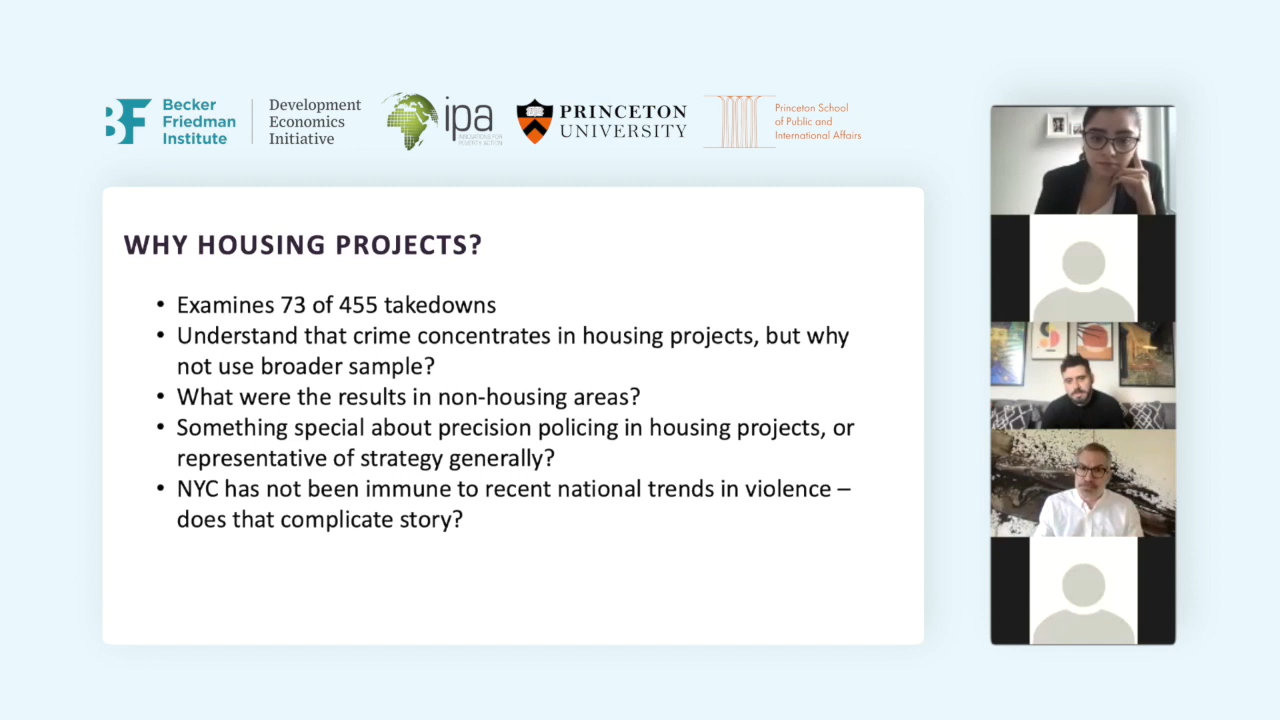 Becker
Friedman
Institute
Development
Economics
Initiative
ipa
INNOVATIONS FOR
POVERTY ACTION
PRINCETON
UNIVERSITY
Princeton School
of Public and
International Affairs
WHY HOUSING PROJECTS?
• Examines 73 of 455 takedowns
• Understand that crime concentrates in housing projects, but why
not use broader sample?
• What were the results in non-housing areas?
• Something special about precision policing in housing projects, or
representative of strategy generally?
• NYC has not been immune to recent national trends in violence –
does that complicate story?